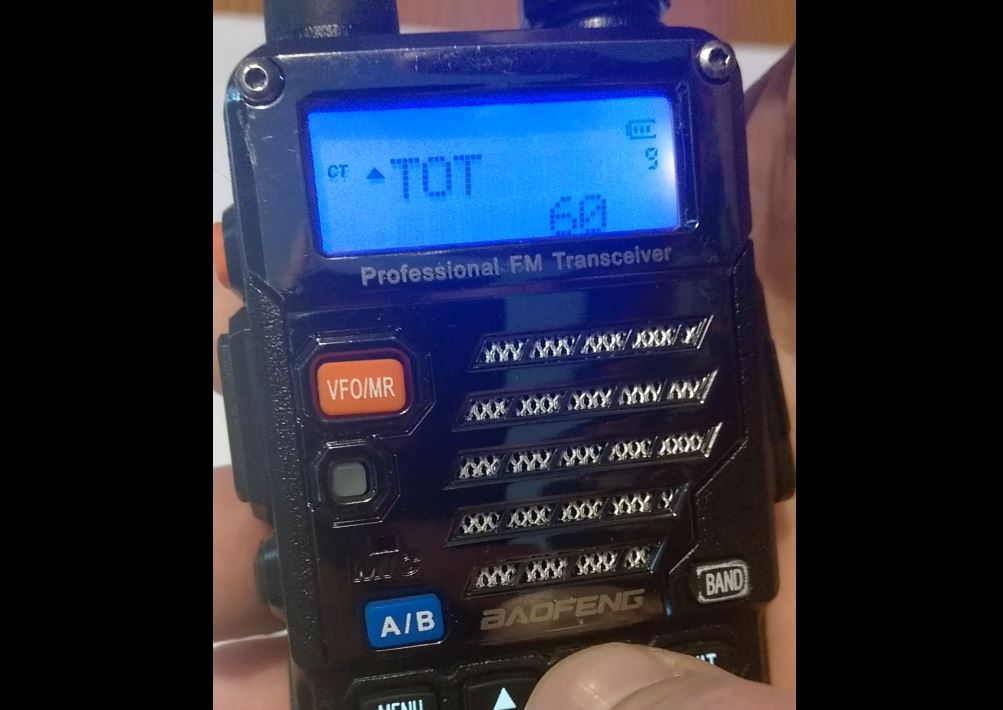 9
CT ▲TOT
60
Professional FM Transceiver
VFO/MR
MIC
BAOFENG
BAND
A/B
MENU